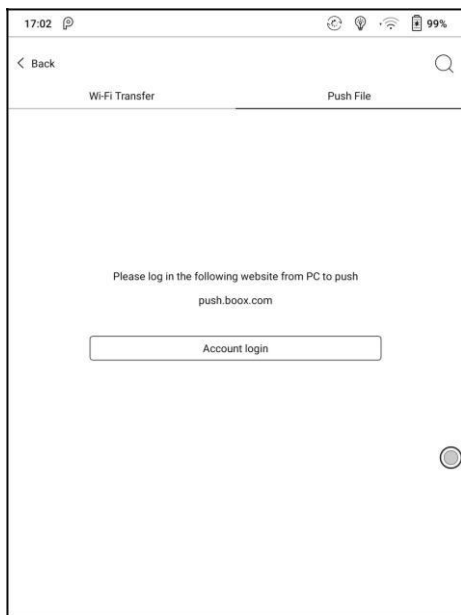 17:02 99%
Back
Wi-Fi Transfer Push File
Please log in the following website from PC to push
push.boox.com
Account login